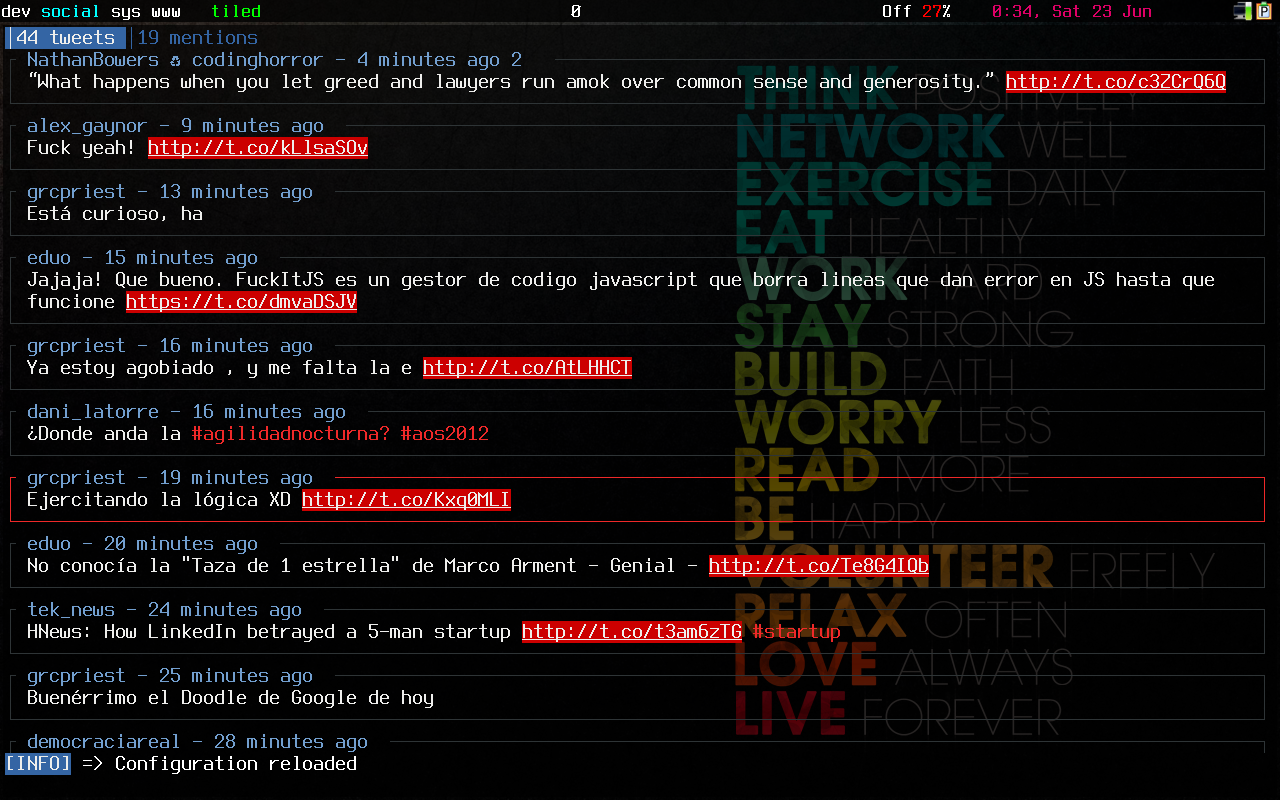 dev social sys www tiled 0 Off 27% 0:34, Sat 23 Jun
44 tweets 19 mentions
NathanBowers ♻ codinghorror - 4 minutes ago 2
“What happens when you let greed and lawyers run amok over common sense and generosity.” http://t.co/c3ZCrQ6Q
alex_gaynor - 9 minutes ago
Fuck yeah! http://t.co/kLlsaSOv
grcpriest - 13 minutes ago
Está curioso, ha
eduo - 15 minutes ago
Jajaja! Que bueno. FuckItJS es un gestor de codigo javascript que borra lineas que dan error en JS hasta que
funcione https://t.co/dmvaDSJV
grcpriest - 16 minutes ago
Ya estoy agobiado , y me falta la e http://t.co/AtLHHCT
dani_latorre - 16 minutes ago
¿Donde anda la #agilidadnocturna? #aos2012
grcpriest - 19 minutes ago
Ejercitando la lógica XD http://t.co/Kxq0MLI
eduo - 20 minutes ago
No conocía la "Taza de 1 estrella" de Marco Arment - Genial - http://t.co/Te8G4IQb
tek_news - 24 minutes ago
HNews: How LinkedIn betrayed a 5-man startup http://t.co/t3am6zTG #startup
grcpriest - 25 minutes ago
Buenérrimo el Doodle de Google de hoy
democraciareal - 28 minutes ago
[INFO] => Configuration reloaded
THINK POSITIVELY
NETWORK WELL
EXERCISE DAILY
EAT HEALTHY
WORK HARD
STAY STRONG
BUILD FAITH
WORRY LESS
READ MORE
BE HAPPY
VOLUNTEER FREELY
RELAX OFTEN
LOVE ALWAYS
LIVE FOREVER